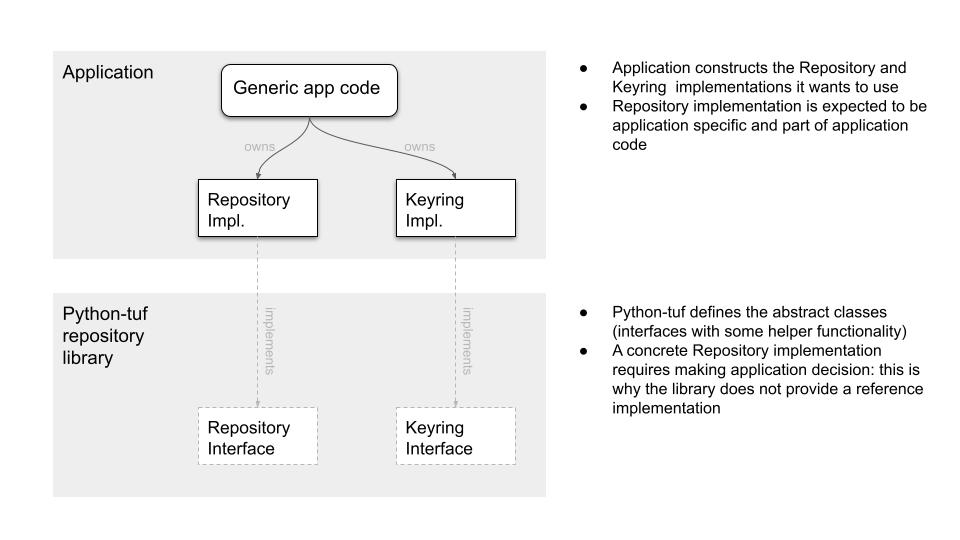 Application
Generic app code
owns
owns
Repository
Impl.
Keyring
Impl.
● Application constructs the Repository and
Keyring implementations it wants to use
● Repository implementation is expected to be
application specific and part of application
code
Python-tuf
repository
library
implements
implements
Repository
Interface
Keyring
Interface
● Python-tuf defines the abstract classes
(interfaces with some helper functionality)
● A concrete Repository implementation
requires making application decision: this is
why the library does not provide a reference
implementation